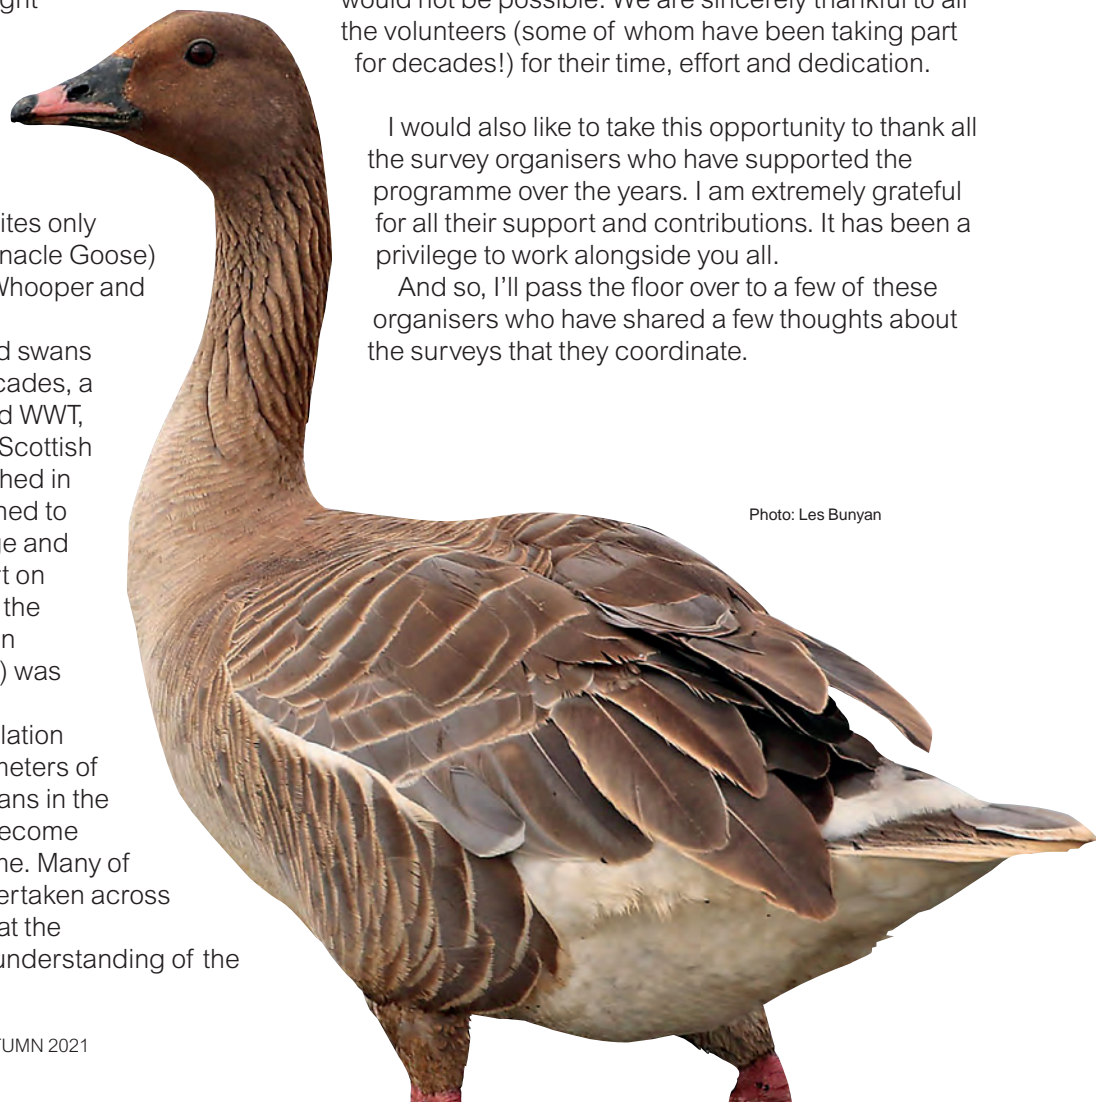 ght
ites only
nacle Goose)
Whooper and
d swans
cades, a
d WWT,
Scottish
hed in
ned to
ge and
t on
the
n
) was
lation
neters of
ans in the
ecome
ne. Many of
ertaken across
at the
understanding of the
TUMN 2021
would not be possible. We are sincerely thankful to all
the volunteers (some of whom have been taking part
for decades!) for their time, effort and dedication.
I would also like to take this opportunity to thank all
the survey organisers who have supported the
programme over the years. I am extremely grateful
for all their support and contributions. It has been a
privilege to work alongside you all.
And so, I’ll pass the floor over to a few of these
organisers who have shared a few thoughts about
the surveys that they coordinate.
Photo: Les Bunyan